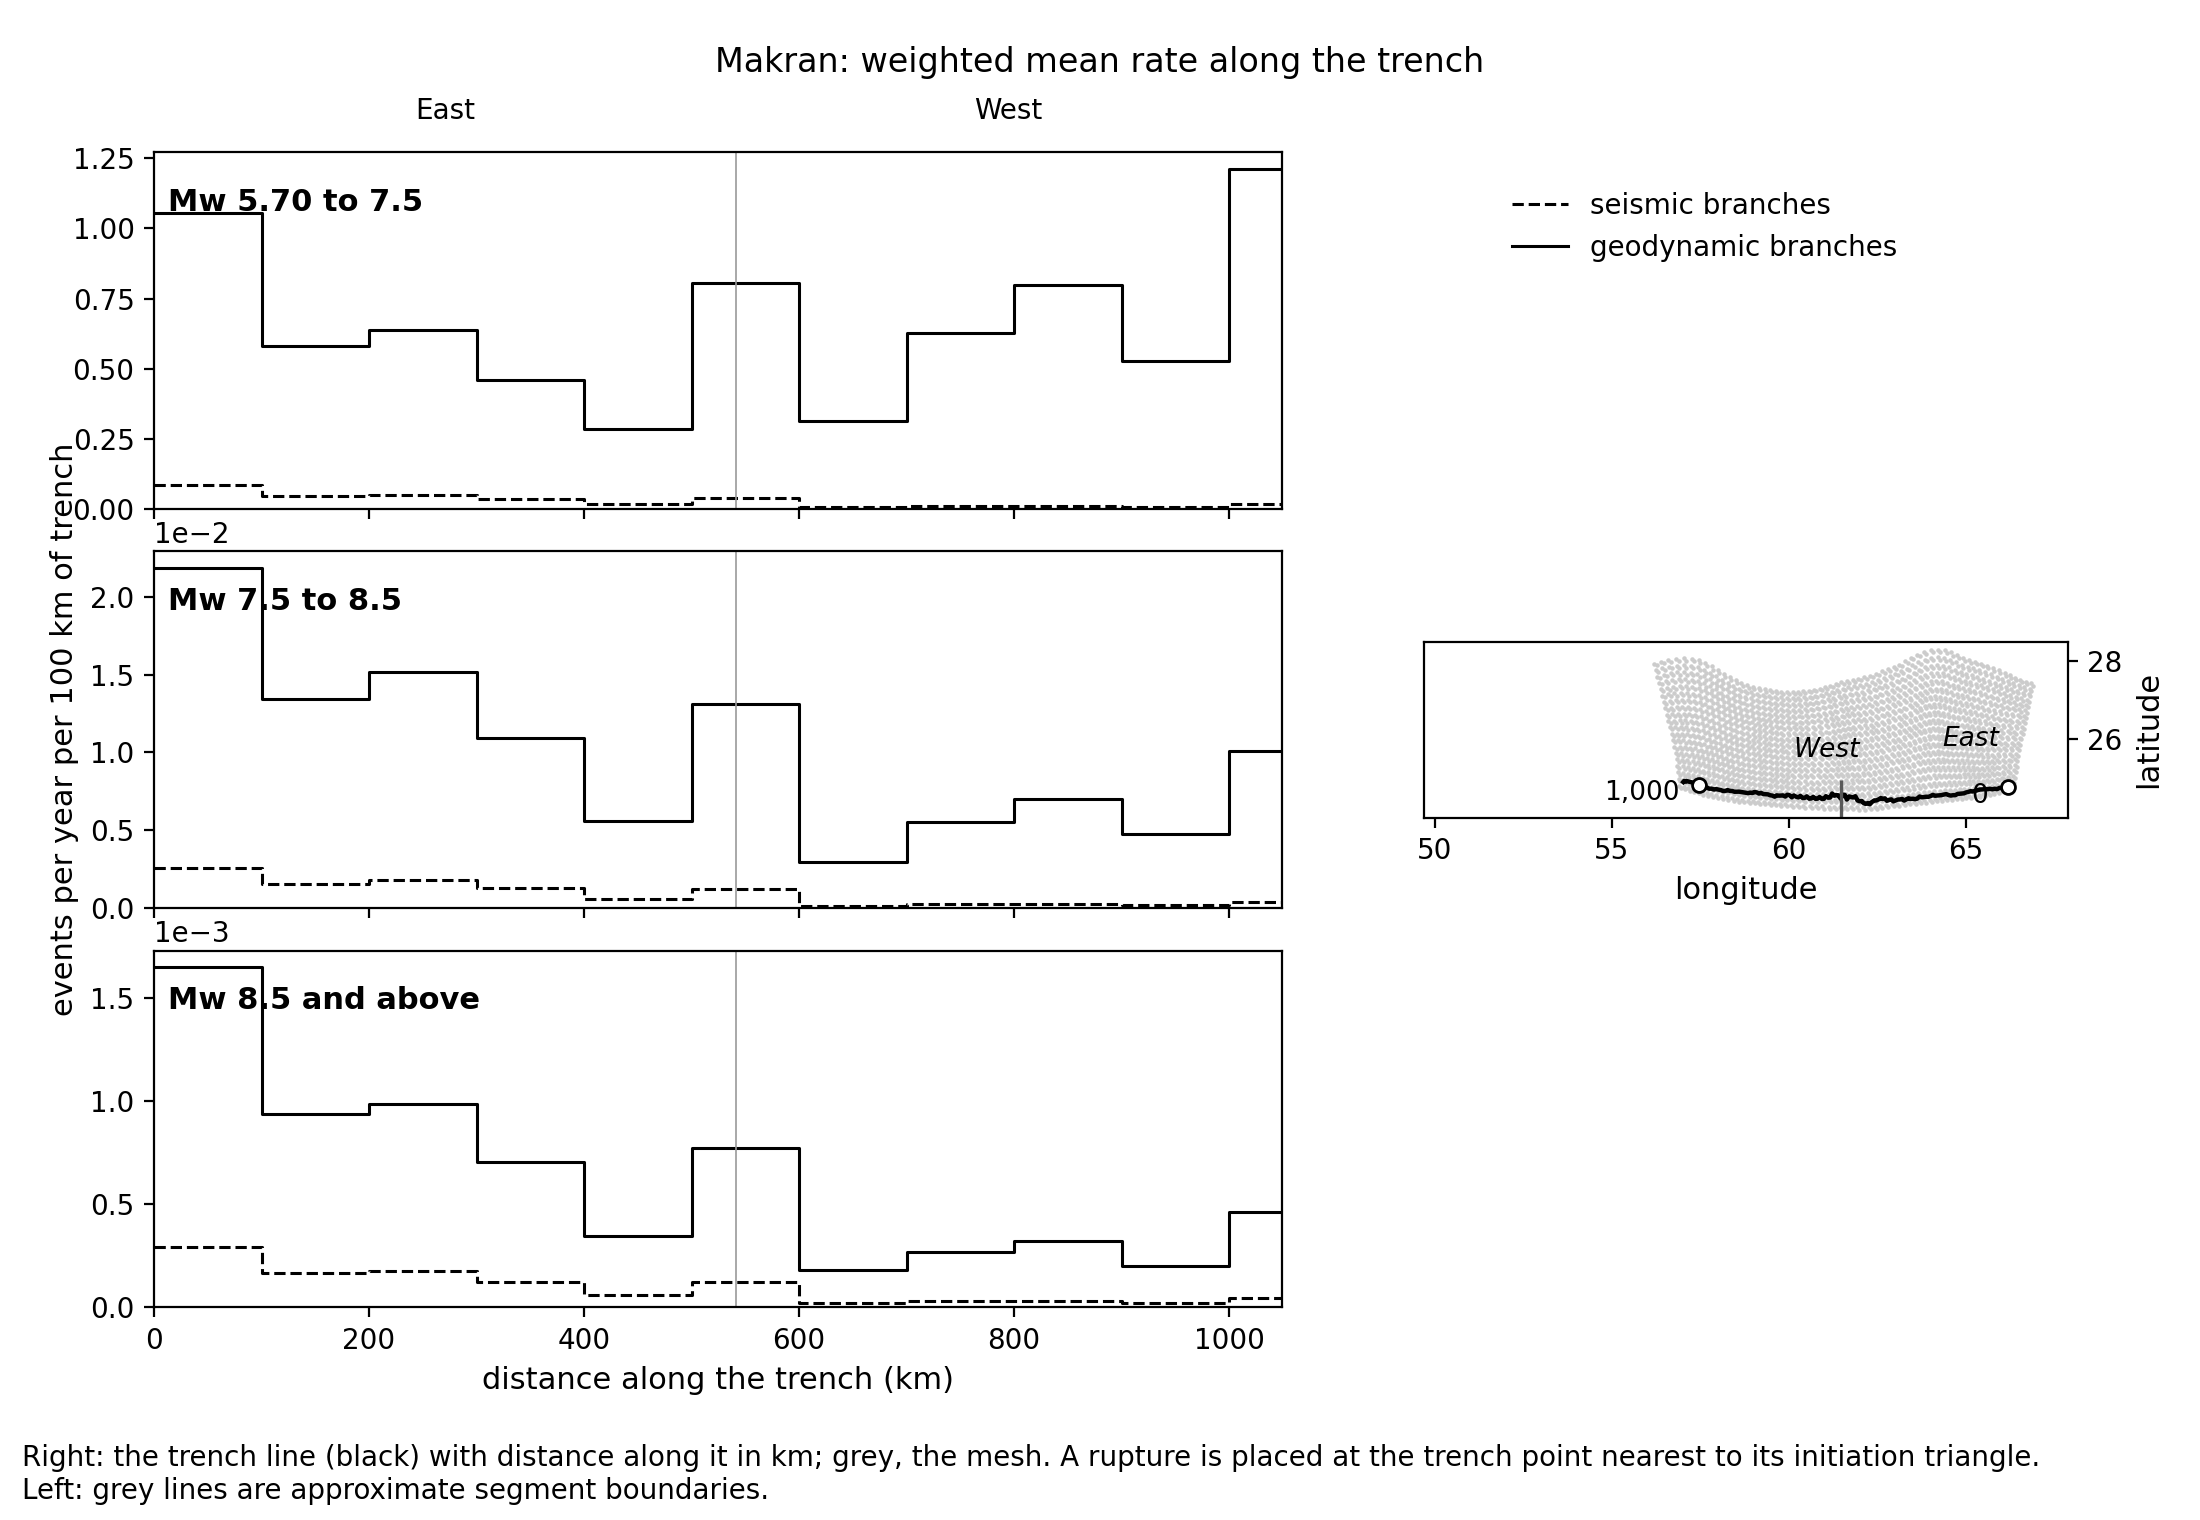 Makran: weighted mean rate along the trench
East
West
1.25
1.00
0.75
0.50
0.25
0.00
Mw 5.70 to 7.5
seismic branches
geodynamic branches
events per year per 100 km of trench
1e−2
2.0
1.5
1.0
0.5
0.0
Mw 7.5 to 8.5
1e−3
1.5
1.0
0.5
0.0
Mw 8.5 and above
0
200
400
600
800
1000
distance along the trench (km)
West
East
1,000
0
28
26
latitude
50
55
60
65
longitude
Right: the trench line (black) with distance along it in km; grey, the mesh. A rupture is placed at the trench point nearest to its initiation triangle.
Left: grey lines are approximate segment boundaries.